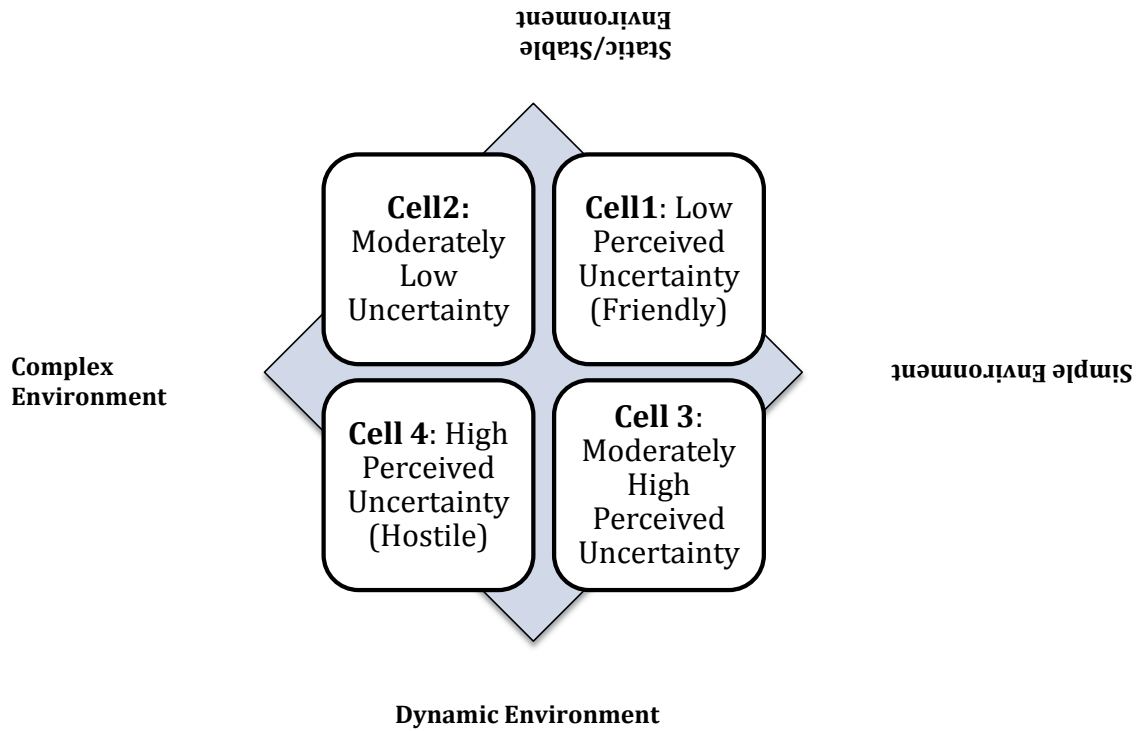 Static/Stable
Environment
Cell2:
Moderately
Low
Uncertainty
Cell1: Low
Perceived
Uncertainty
(Friendly)
Complex
Environment
Simple Environment
Cell 4: High
Perceived
Uncertainty
(Hostile)
Cell 3:
Moderately
High
Perceived
Uncertainty
Dynamic Environment